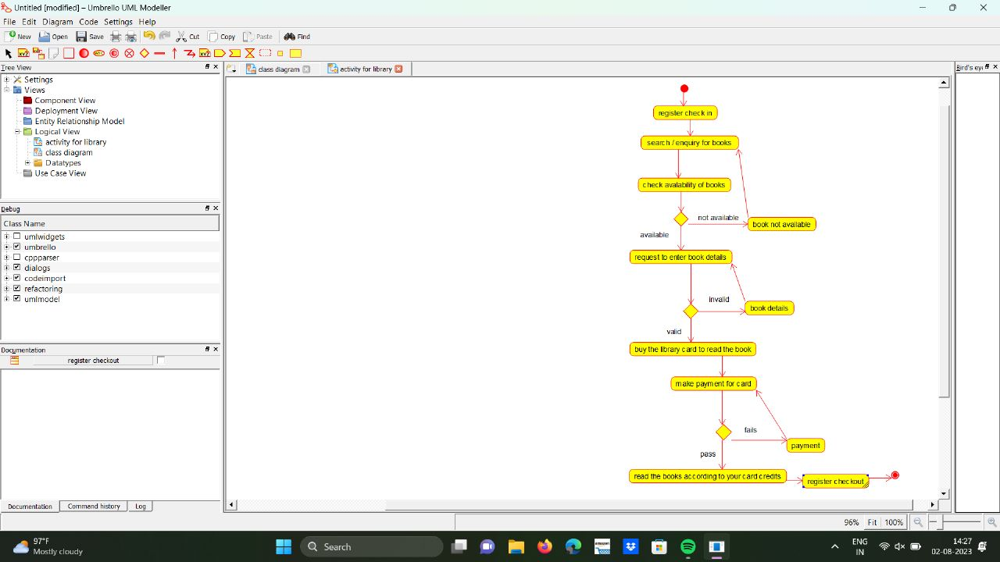 Untitled [modified] – Umbrello UML Modeller
File Edit Diagram Code Settings Help
New Open Save Cut Copy Paste Find
Tree View
Settings
Views
Component View
Deployment View
Entity Relationship Model
Logical View
activity for library
class diagram
Datatypes
Use Case View
Debug
Class Name
umlwidgets
umbrello
cppparser
dialogs
codeimport
refactoring
umlmodel
Documentation
register checkout
Documentation Command history Log
class diagram activity for library
Bird's eye
register check in
search / enquiry for books
check avalability of books
not available
book not available
available
request to enter book details
invalid
book details
valid
buy the library card to read the book
make payment for card
fails
payment
pass
read the books according to your card credits
register checkout
96% Fit 100%
97°F
Mostly cloudy
Search
amazon
ENG
IN
14:27
02-08-2023